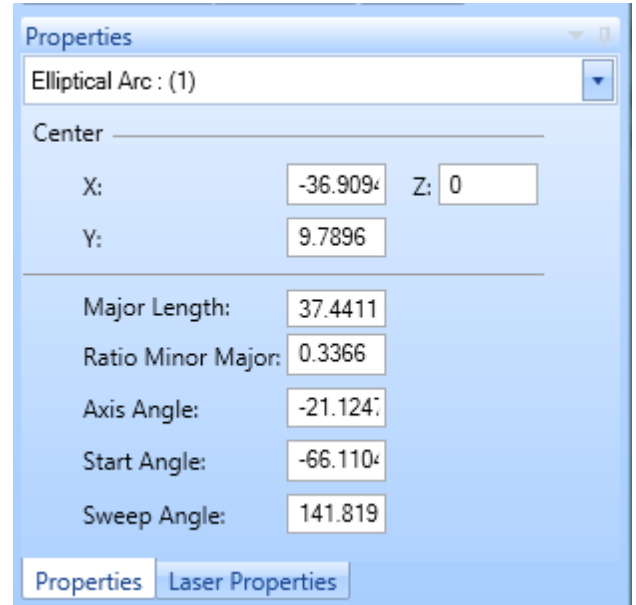 Properties
Elliptical Arc : (1)
Center
X: -36.909 Z: 0
Y: 9.7896
Major Length: 37.4411
Ratio Minor Major: 0.3366
Axis Angle: -21.124
Start Angle: -66.110
Sweep Angle: 141.819
Properties Laser Properties